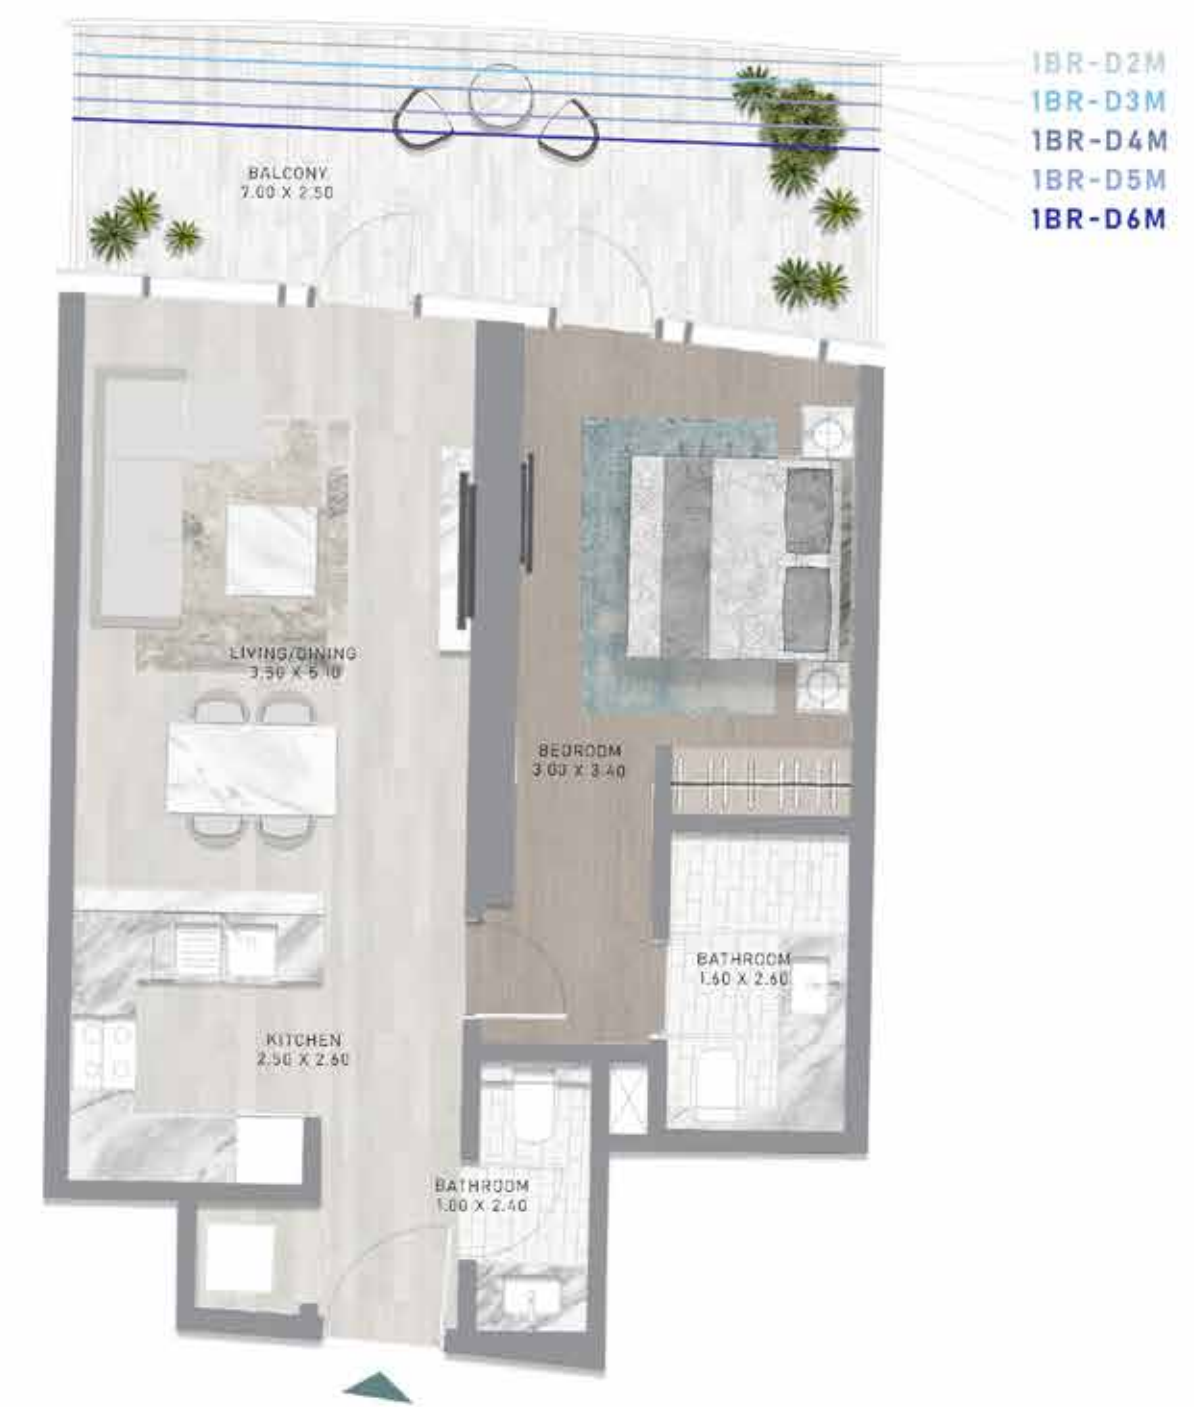 1BR-D2M
1BR-D3M
1BR-D4M
1BR-D5M
1BR-D6M
BALCONY
7.00 X 2.50
LIVING/DINING
3.50 X 5.10
BEDROOM
3.00 X 3.40
BATHROOM
1.60 X 2.60
KITCHEN
2.50 X 2.60
BATHROOM
1.00 X 2.40